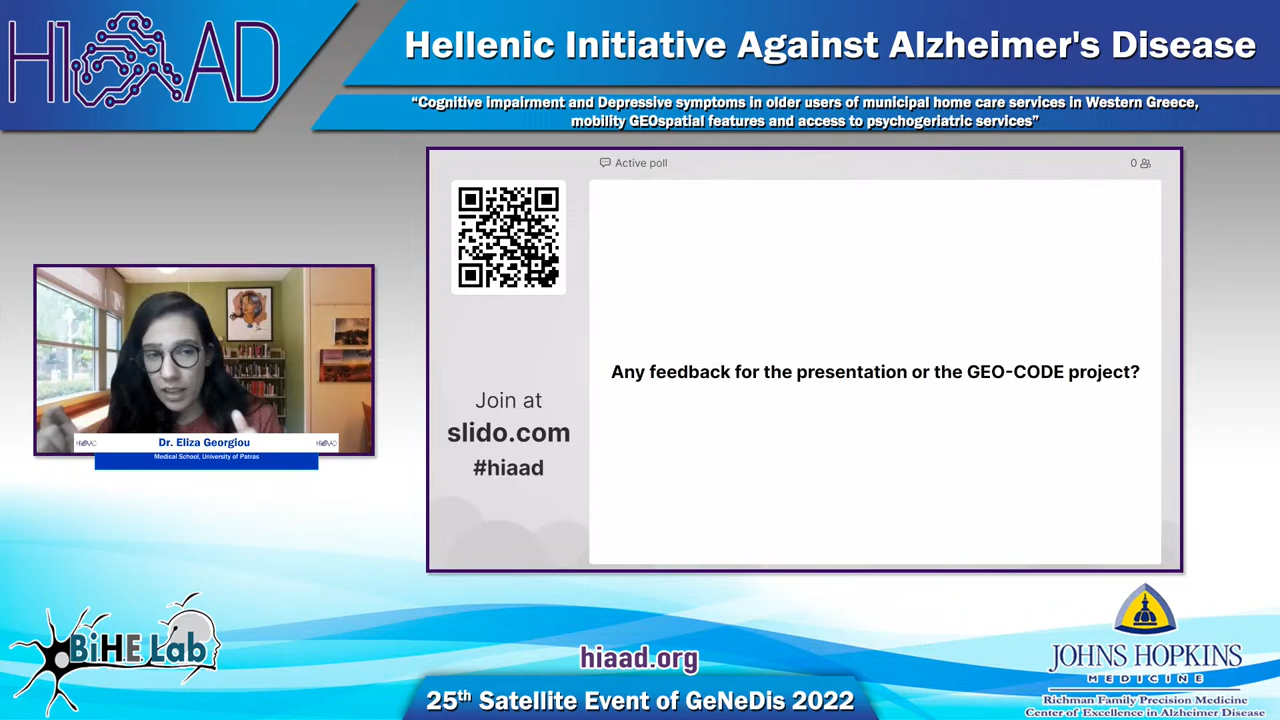 HIAAD
Hellenic Initiative Against Alzheimer's Disease
“Cognitive impairment and Depressive symptoms in older users of municipal home care services in Western Greece,
mobility GEOspatial features and access to psychogeriatric services”
Active poll
0
Any feedback for the presentation or the GEO-CODE project?
Join at
slido.com
#hiaad
HIAAD
Dr. Eliza Georgiou
HIAAD
Medical School, University of Patras
BiHE Lab
hiaad.org
25th Satellite Event of GeNeDis 2022
JOHNS HOPKINS
MEDICINE
Richman Family Precision Medicine
Center of Excellence in Alzheimer Disease